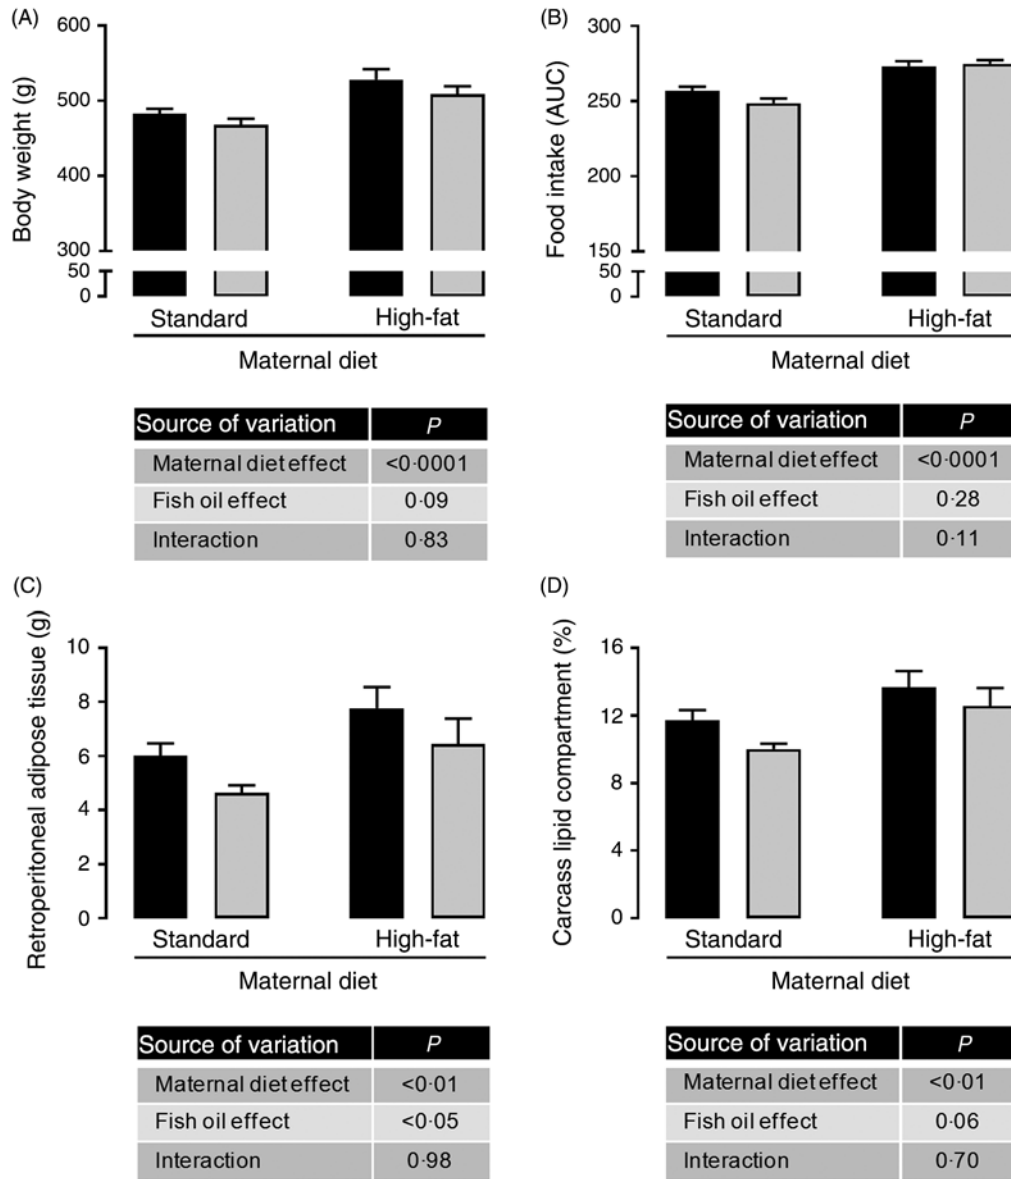 (A)
Body weight (g)
600
500
400
300
50
0
Standard High-fat
Maternal diet
Source of variation P
Maternal diet effect <0·0001
Fish oil effect 0·09
Interaction 0·83
(B)
Food intake (AUC)
300
250
200
150
50
0
Standard High-fat
Maternal diet
Source of variation P
Maternal diet effect <0·0001
Fish oil effect 0·28
Interaction 0·11
(C)
Retroperitoneal adipose tissue (g)
10
8
6
4
2
0
Standard High-fat
Maternal diet
Source of variation P
Maternal diet effect <0·01
Fish oil effect <0·05
Interaction 0·98
(D)
Carcass lipid compartment (%)
16
12
8
4
0
Standard High-fat
Maternal diet
Source of variation P
Maternal diet effect <0·01
Fish oil effect 0·06
Interaction 0·70